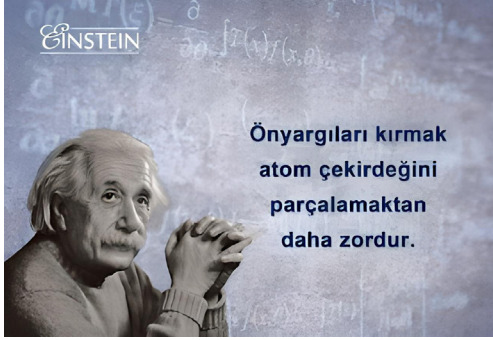 EINSTEIN
Önyargıları kırmak
atom çekirdeğini
parçalamaktan
daha zordur.